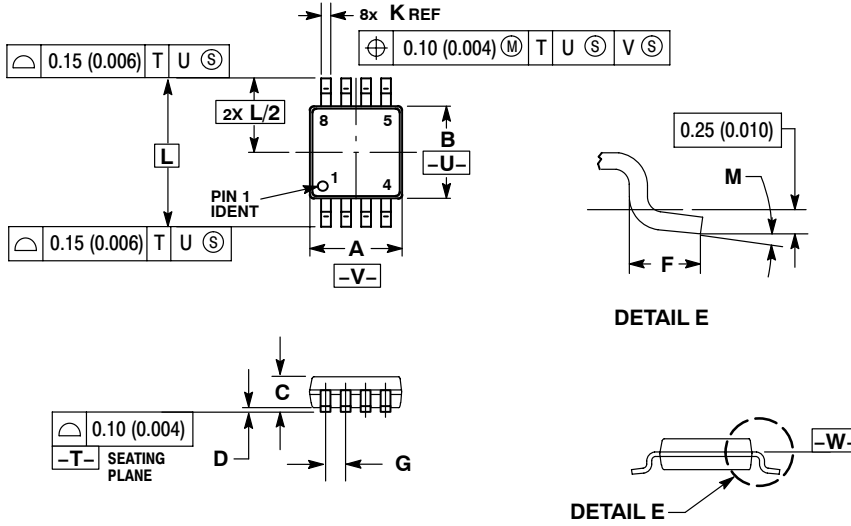 8x K REF
⌖ 0.10 (0.004) Ⓜ T U Ⓢ V Ⓢ
⌓ 0.15 (0.006) T U Ⓢ
2X L/2
8 5
B
-U-
L
0.25 (0.010)
M
PIN 1
IDENT
1
4
⌓ 0.15 (0.006) T U Ⓢ
A
-V-
F
DETAIL E
C
⌓ 0.10 (0.004)
-T- SEATING
PLANE
D
G
-W-
DETAIL E